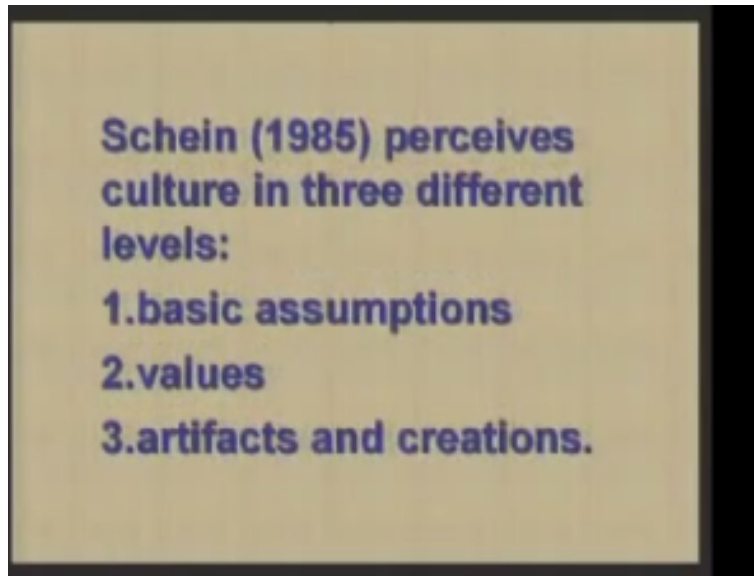 Schein (1985) perceives
culture in three different
levels:
1.basic assumptions
2.values
3.artifacts and creations.